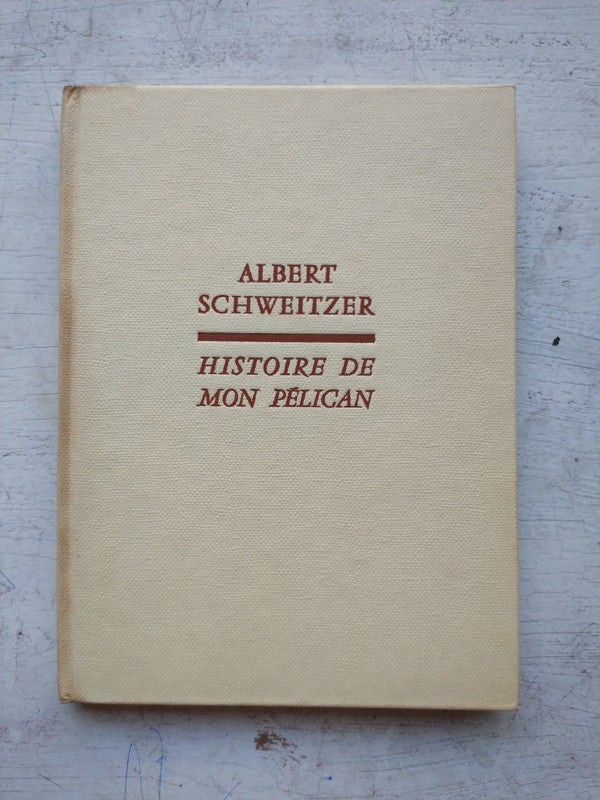 ALBERT
SCHWEITZER
HISTOIRE DE
MON PÉLICAN